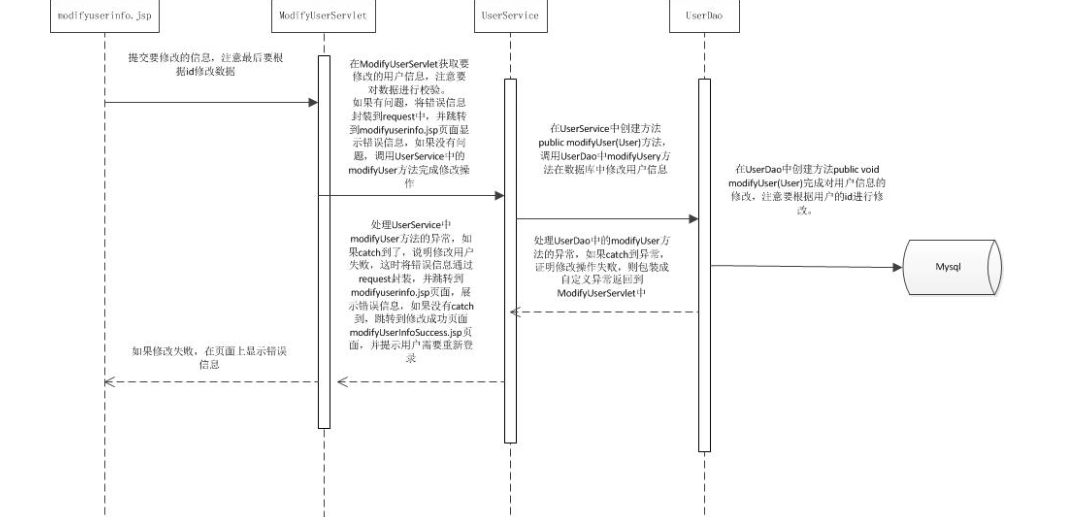 modifyuserinfo.jsp
ModifyUserServlet
UserService
UserDao
提交要修改的信息，注意最后要根
据id修改数据
在ModifyUserServlet获取要
修改的用户信息，注意要
对数据进行校验。
如果有问题，将错误信息
封装到request中，并跳转
到modifyuserinfo.jsp页面显
示错误信息，如果没有问
题，调用UserService中的
modifyUser方法完成修改操
作
在UserService中创建方法
public modifyUser(User)方法，
调用UserDao中modifyUsery方
法在数据库中修改用户信息
在UserDao中创建方法public void
modifyUser(User)完成对用户信息的
修改，注意要根据用户的id进行修
改。
处理UserService中
modifyUser方法的异常，如
果catch到了，说明修改用户
失败，这时将错误信息通过
request封装，并跳转到
modifyuserinfo.jsp页面，展
示错误信息，如果没有catch
到，跳转到修改成功页面
modifyUserInfoSuccess.jsp页
面，并提示用户需要重新登
录
处理UserDao中的modifyUser方
法的异常，如果catch到异常，
证明修改操作失败，则包装成
自定义异常返回到
ModifyUserServlet中
Mysql
如果修改失败，在页面上显示错误
信息